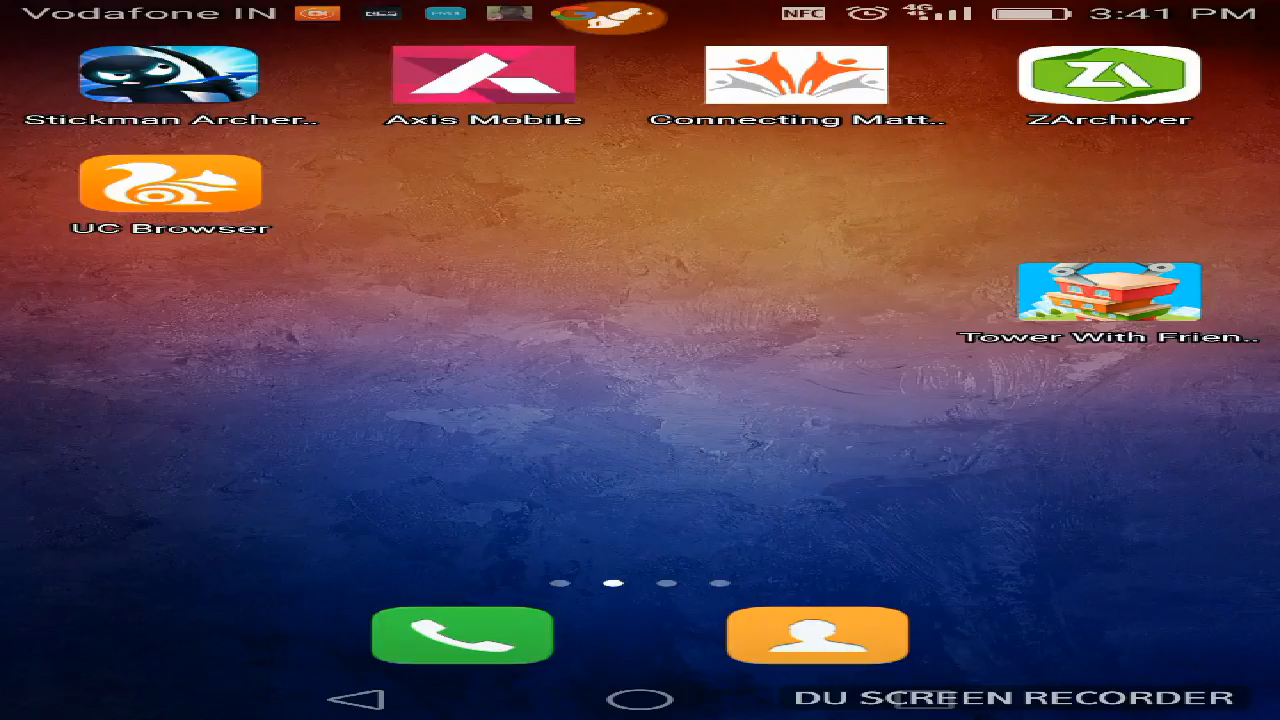 Vodafone IN NFC 4G 3:41 PM
Stickman Archer.. Axis Mobile Connecting Matt.. ZArchiver
UC Browser
Tower With Frien..
DU SCREEN RECORDER